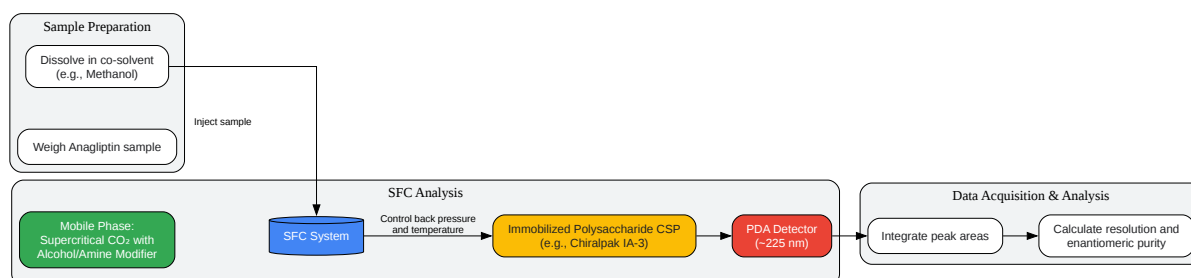 Sample Preparation
Dissolve in co-solvent
(e.g., Methanol)
Inject sample
Weigh Anagliptin sample
SFC Analysis
Data Acquisition & Analysis
Mobile Phase:
Supercritical CO₂ with
Alcohol/Amine Modifier
SFC System
Control back pressure
and temperature
Immobilized Polysaccharide CSP
(e.g., Chiralpak IA-3)
PDA Detector
(~225 nm)
Integrate peak areas
Calculate resolution and
enantiomeric purity